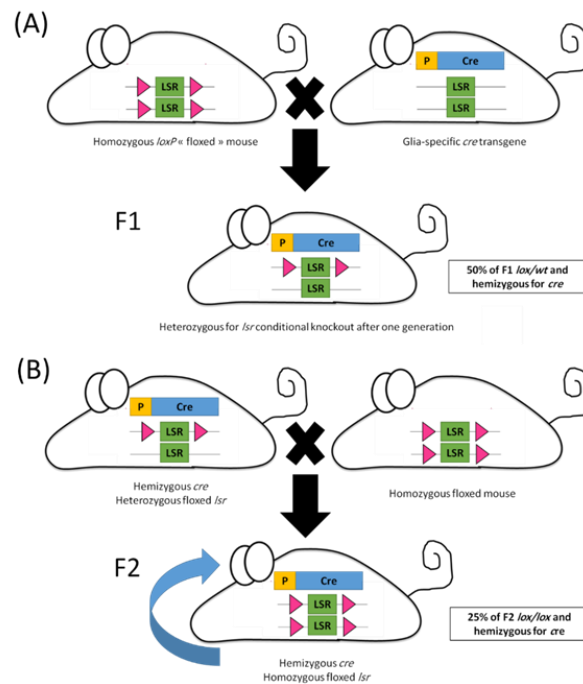 (A)
P Cre
LSR LSR
LSR LSR
Homozygous loxP « floxed » mouse Glia-specific cre transgene
F1
P Cre
LSR
LSR
50% of F1 lox/wt and
hemizygous for cre
Heterozygous for lsr conditional knockout after one generation
(B)
P Cre
LSR LSR
LSR LSR
Hemizygous cre
Heterozygous floxed lsr
Homozygous floxed mouse
F2
P Cre
LSR
LSR
25% of F2 lox/lox and
hemizygous for cre
Hemizygous cre
Homozygous floxed lsr